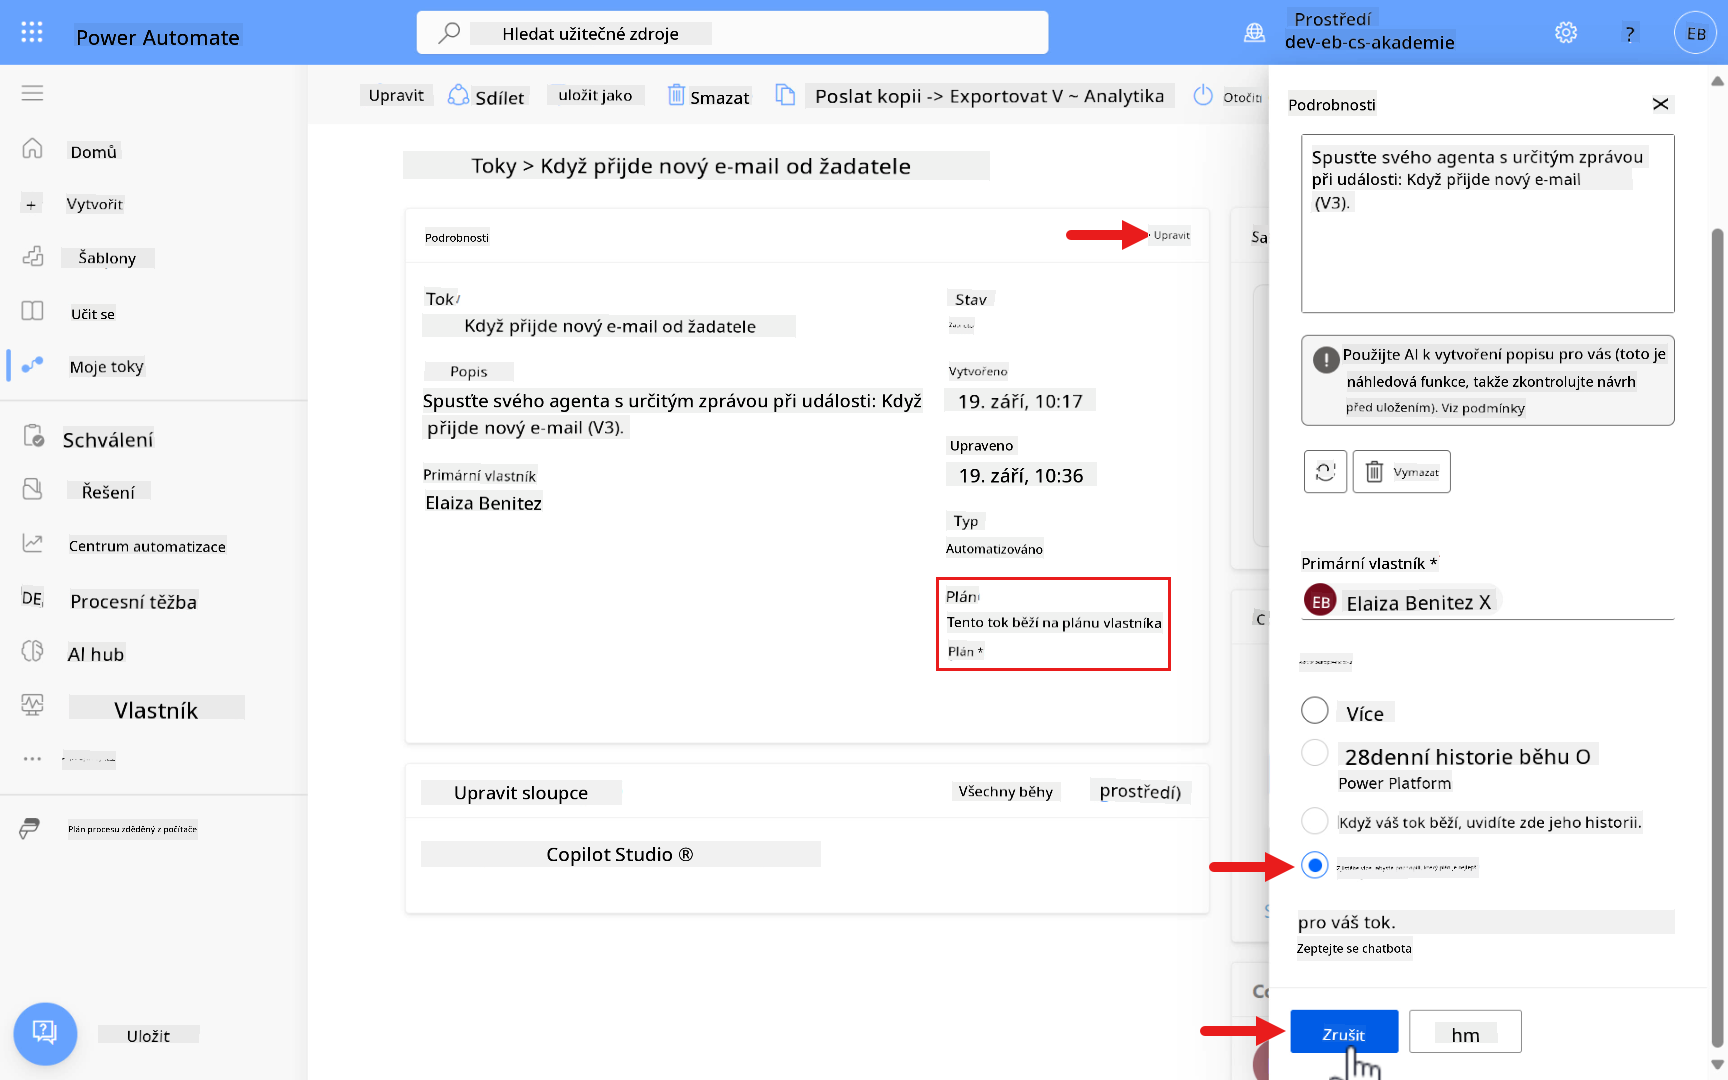 Power Automate
Hledat užitečné zdroje
Prostředí
dev-eb-cs-akademie
?
EB
Domů
+ Vytvořit
Šablony
Učit se
Moje toky
Schválení
Řešení
Centrum automatizace
DE Procesní těžba
AI hub
Vlastník
Plán procesu zděděný z počítače
Uložit
Upravit
Sdílet
uložit jako
Smazat
Poslat kopii -> Exportovat V ~ Analytika
Otočiti
Toky > Když přijde nový e-mail od žadatele
Podrobnosti
Upravit
Tok
Když přijde nový e-mail od žadatele
Popis
Spusťte svého agenta s určitým zprávou při události: Když
přijde nový e-mail (V3).
Primární vlastník
Elaiza Benitez
Stav
Vytvořeno
19. září, 10:17
Upraveno
19. září, 10:36
Typ
Automatizováno
Plán
Tento tok běží na plánu vlastníka
Plán *
Upravit sloupce
Všechny běhy
prostředí)
Copilot Studio ®
Sa
C
Co
Podrobnosti
Spusťte svého agenta s určitým zprávou
při události: Když přijde nový e-mail
(V3).
Použijte AI k vytvoření popisu pro vás (toto je
náhledová funkce, takže zkontrolujte návrh
před uložením). Viz podmínky
Vymazat
Primární vlastník *
EB Elaiza Benitez X
Více
28denní historie běhu O
Power Platform
Když váš tok běží, uvidíte zde jeho historii.
pro váš tok.
Zeptejte se chatbota
Zrušit
hm